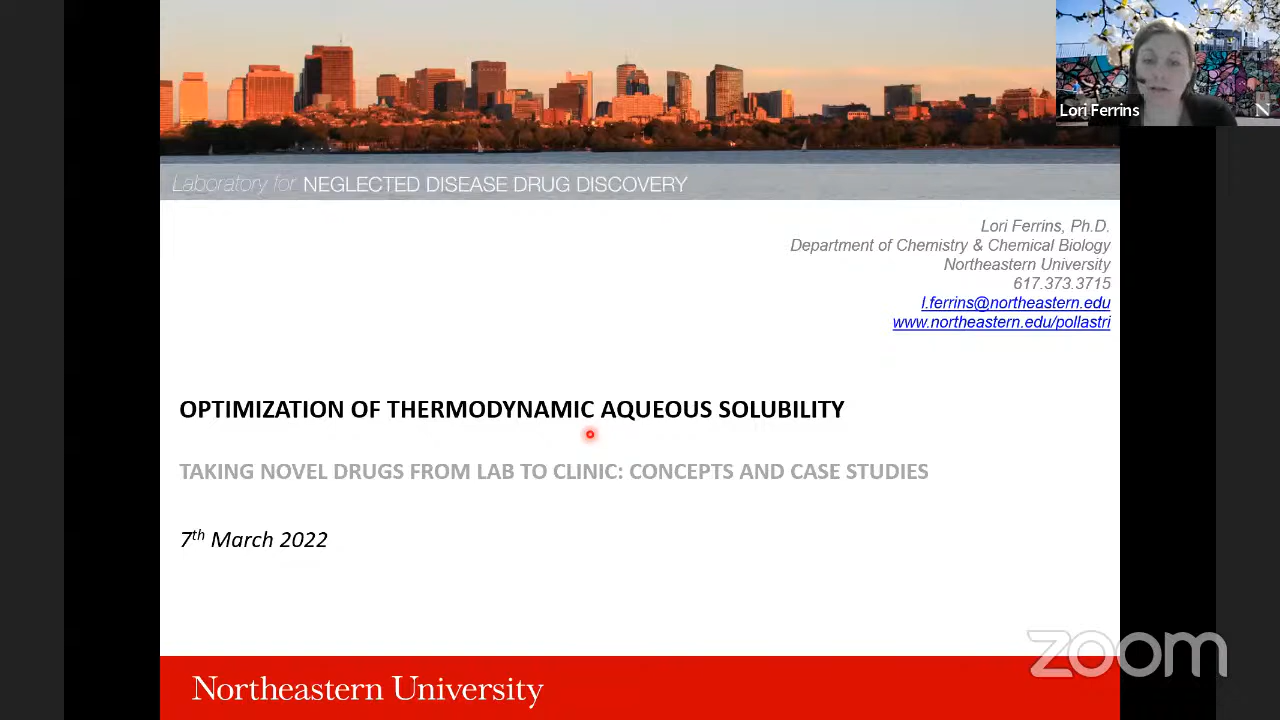 Lori Ferrins
N
Laboratory for NEGLECTED DISEASE DRUG DISCOVERY
Lori Ferrins, Ph.D.
Department of Chemistry & Chemical Biology
Northeastern University
617.373.3715
l.ferrins@northeastern.edu
www.northeastern.edu/pollastri
OPTIMIZATION OF THERMODYNAMIC AQUEOUS SOLUBILITY
TAKING NOVEL DRUGS FROM LAB TO CLINIC: CONCEPTS AND CASE STUDIES
7th March 2022
zoom
Northeastern University